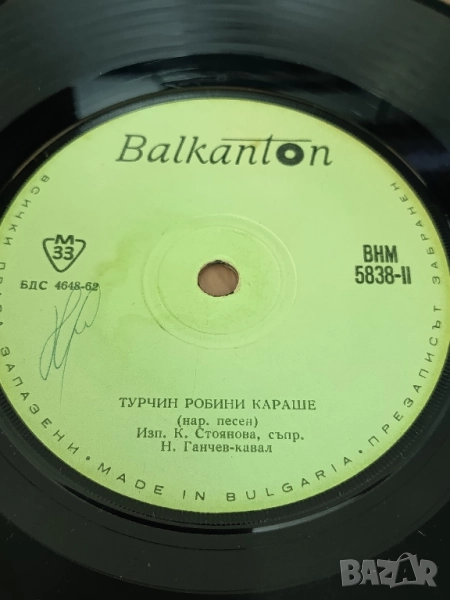 Balkanton
М
33
БДС 4648-62
ВНМ
5838-II
ТУРЧИН РОБИНИ КАРАШЕ
(нар. песен)
Изп. К. Стоянова, съпр.
Н. Ганчев-кавал
ВСИЧКИ ПРАВА ЗАПАЗЕНИ • MADE IN BULGARIA • ПРЕЗАПИСЪТ ЗАБРАНЕН
BAZAR